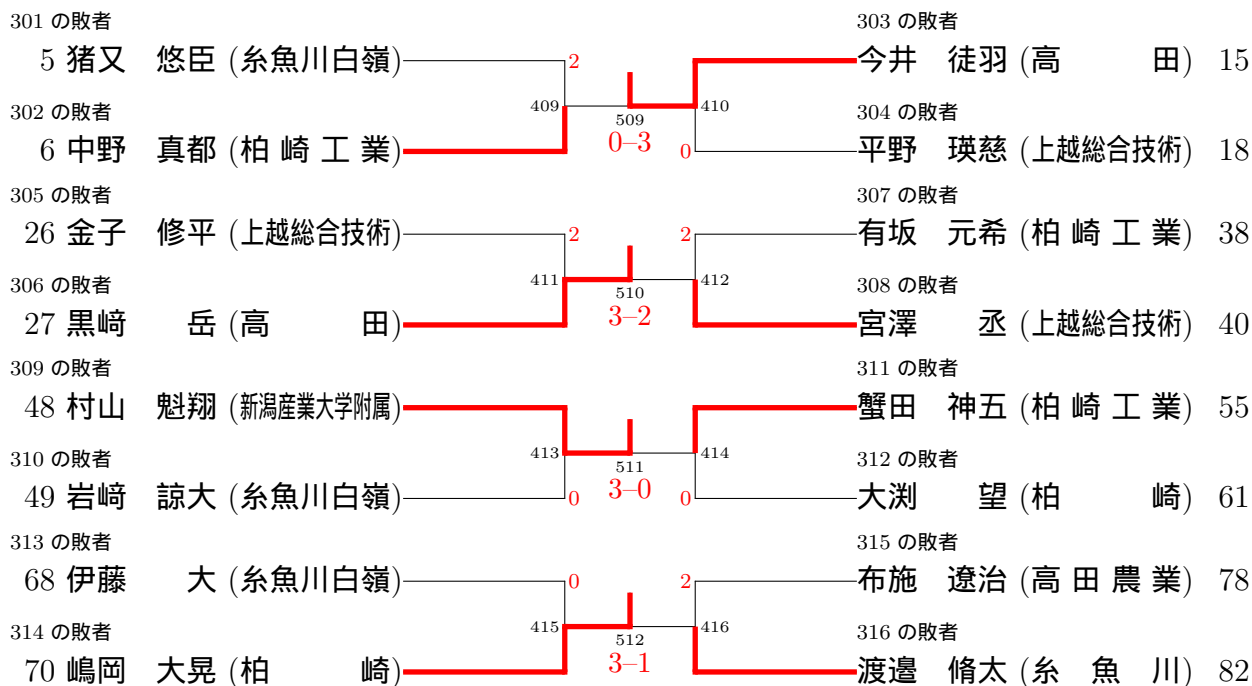 301 の敗者
5 猪又 悠臣 (糸魚川白嶺)
2
409
302 の敗者
6 中野 真都 (柏 崎 工 業)
509
0–3
303 の敗者
今井 徒羽 (高 田) 15
410
304 の敗者
0
平野 瑛慈 (上越総合技術) 18
305 の敗者
26 金子 修平 (上越総合技術)
2
411
306 の敗者
27 黒﨑 岳 (高 田)
510
3–2
307 の敗者
2
有坂 元希 (柏 崎 工 業) 38
412
308 の敗者
宮澤 丞 (上越総合技術) 40
309 の敗者
48 村山 魁翔 (新潟産業大学附属)
413
310 の敗者
49 岩﨑 諒大 (糸魚川白嶺)
0
511
3–0
311 の敗者
蟹田 神五 (柏 崎 工 業) 55
414
312 の敗者
0
大渕 望 (柏 崎) 61
313 の敗者
68 伊藤 大 (糸魚川白嶺)
0
415
314 の敗者
70 嶋岡 大晃 (柏 崎)
512
3–1
315 の敗者
2
布施 遼治 (高 田 農 業) 78
416
316 の敗者
渡邉 脩太 (糸 魚 川) 82